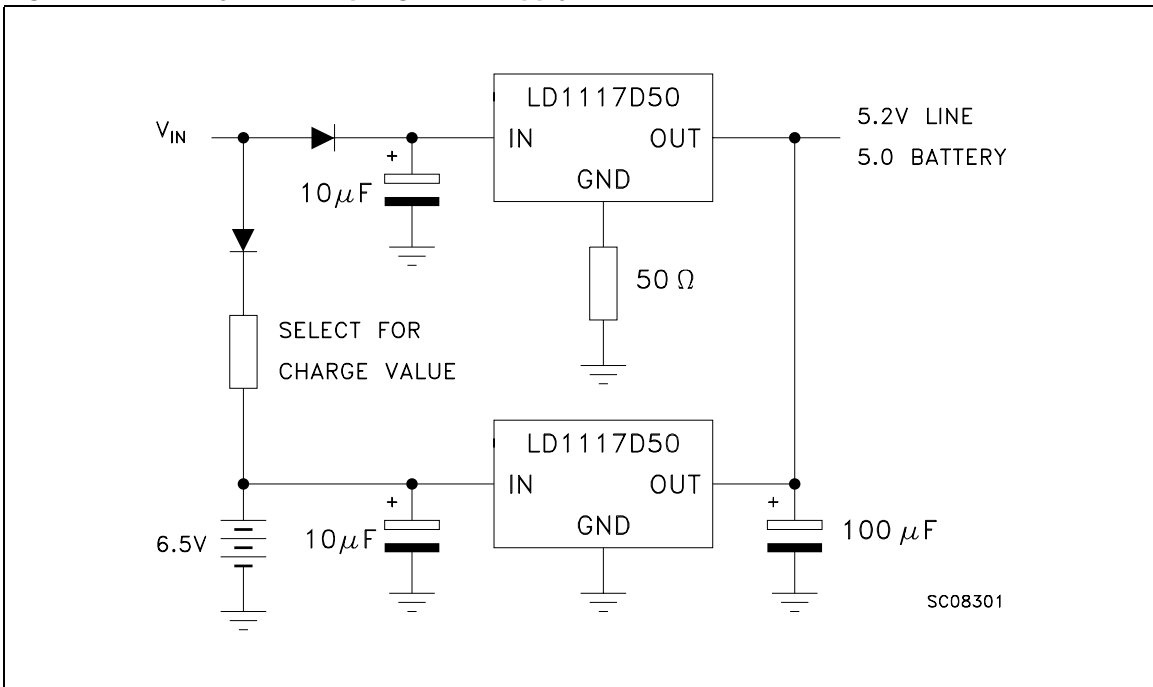 LD1117D50
V_IN
IN
OUT
GND
5.2V LINE
5.0 BATTERY
+
10μF
50 Ω
SELECT FOR
CHARGE VALUE
LD1117D50
IN
OUT
GND
6.5V
+
10μF
+
100 μF
SC08301